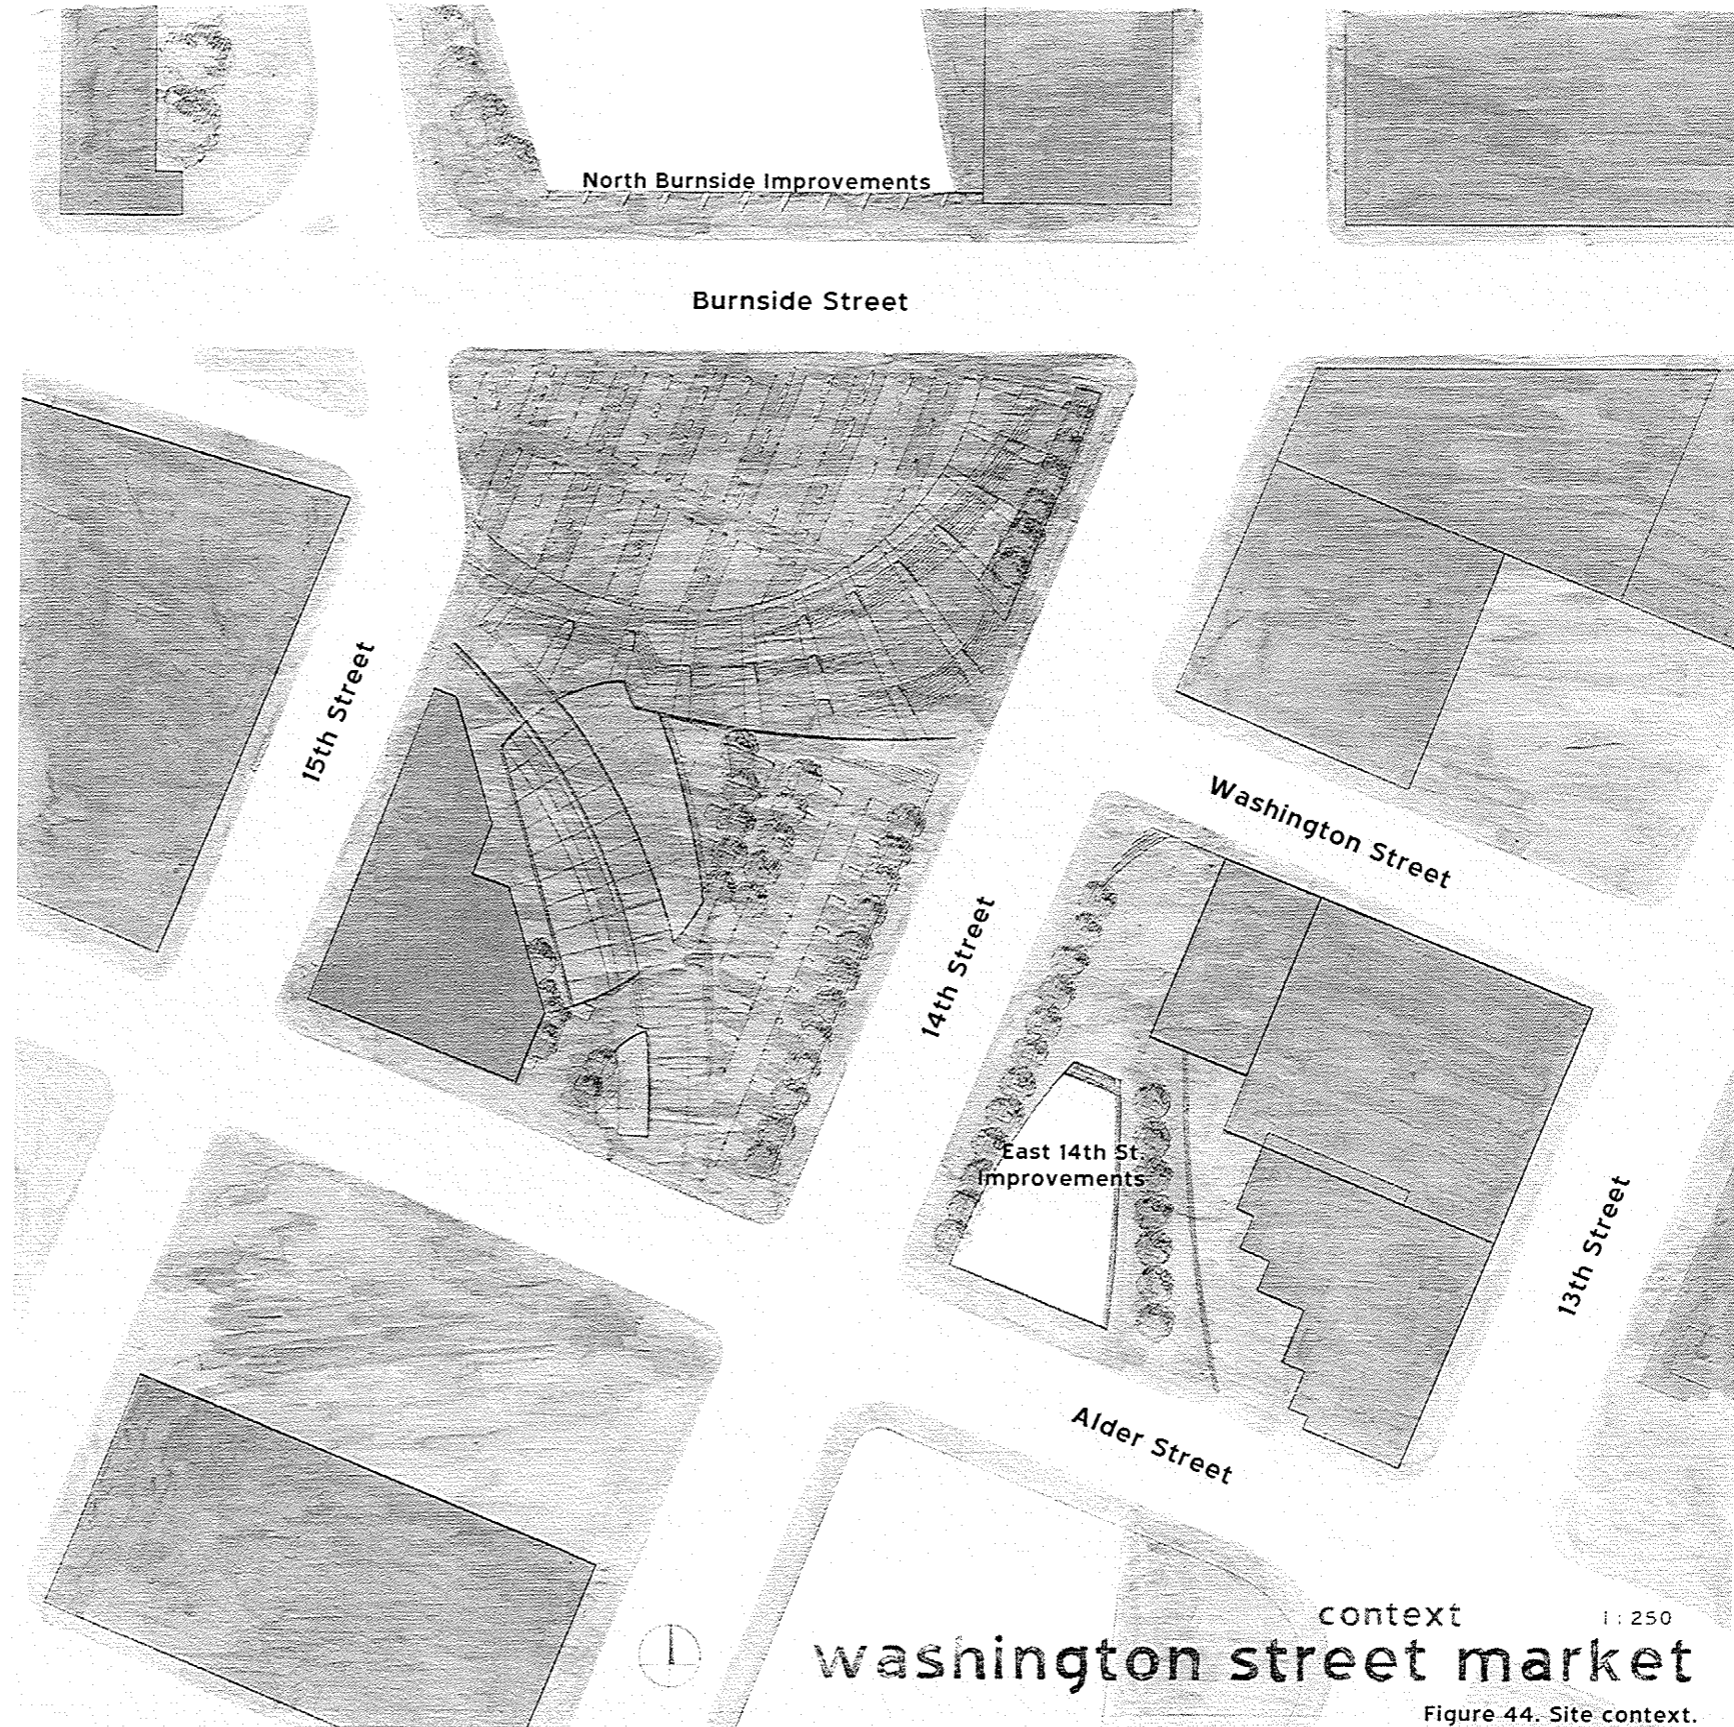 North Burnside Improvements
Burnside Street
15th Street
Washington Street
14th Street
East 14th St.
Improvements
13th Street
Alder Street
context
1:250
washington street market
Figure 44. Site context.